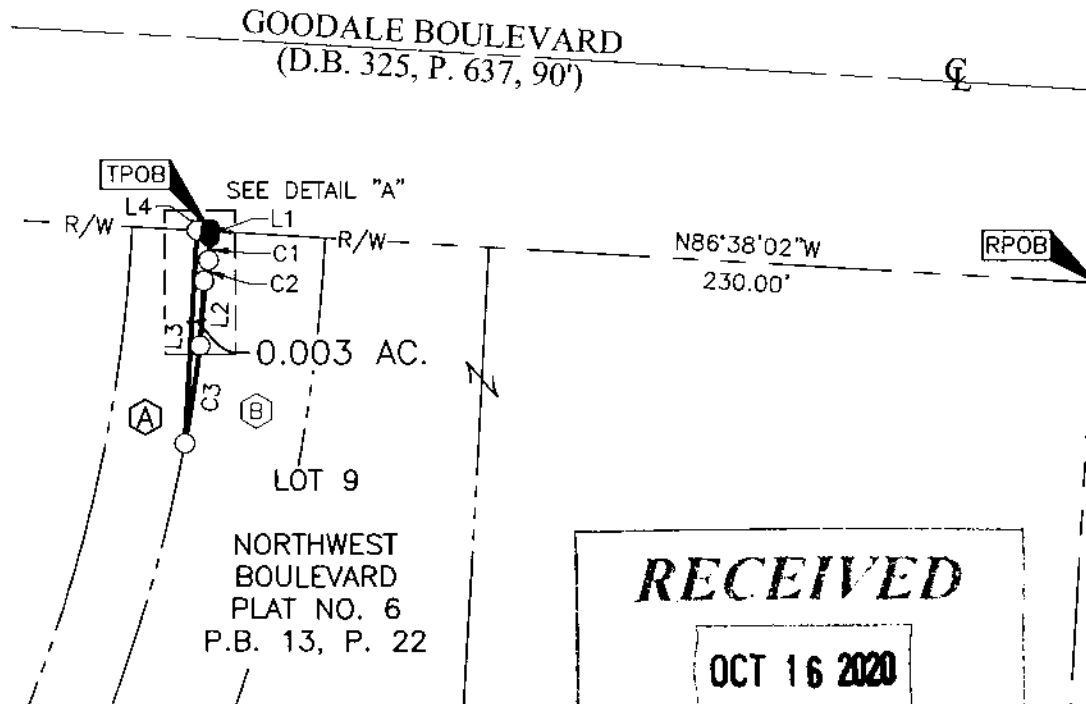 GOODALE BOULEVARD
(D.B. 325, P. 637, 90')
℄
TPOB
SEE DETAIL "A"
L4
L1
R/W
R/W
N86°38'02"W
230.00'
RPOB
C1
C2
L3
L2
0.003 AC.
C3
A
B
LOT 9
NORTHWEST
BOULEVARD
PLAT NO. 6
P.B. 13, P. 22
RECEIVED
OCT 16 2020